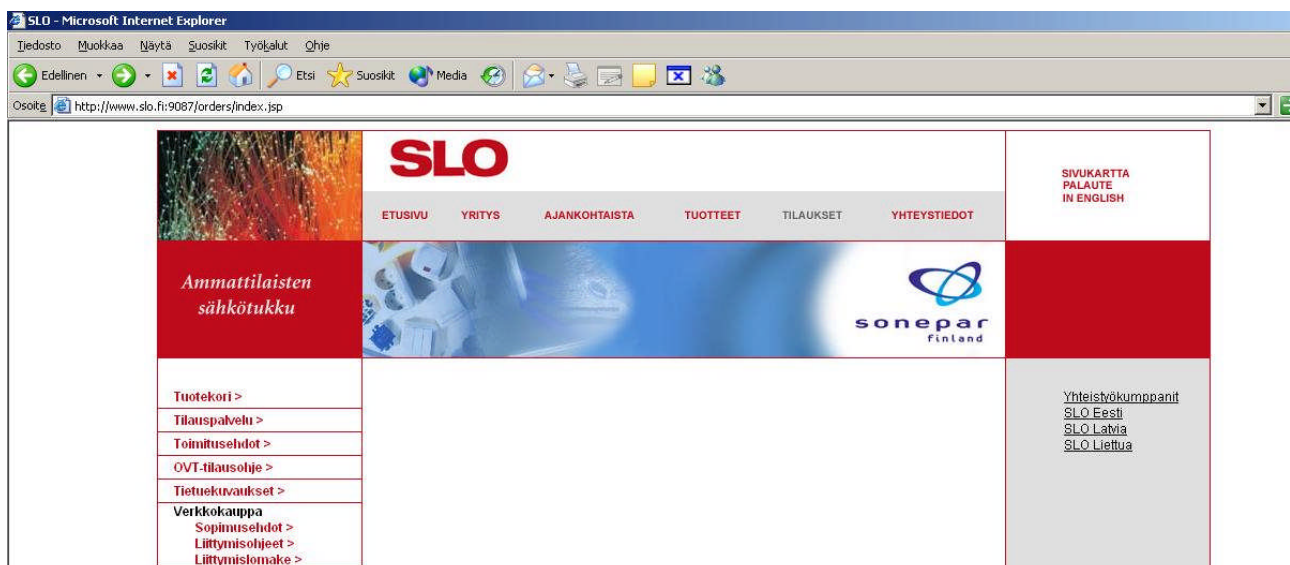 SLO - Microsoft Internet Explorer
Tiedosto Muokkaa Näytä Suosikit Työkalut Ohje
Edellinen Etsi Suosikit Media
Osoite http://www.slo.fi:9087/orders/index.jsp
SLO
SIVUKARTTA
PALAUTE
IN ENGLISH
ETUSIVU YRITYS AJANKOHTAISTA TUOTTEET TILAUKSET YHTEYSTIEDOT
Ammattilaisten
sähkötukku
sonepar
finland
Tuotekori >
Tilauspalvelu >
Toimitusehdot >
OVT-tilausohje >
Tietuekuvaukset >
Verkkokauppa
Sopimusehdot >
Liittymisohjeet >
Liittymislomake >
Yhteistyökumppanit
SLO Eesti
SLO Latvia
SLO Liettua